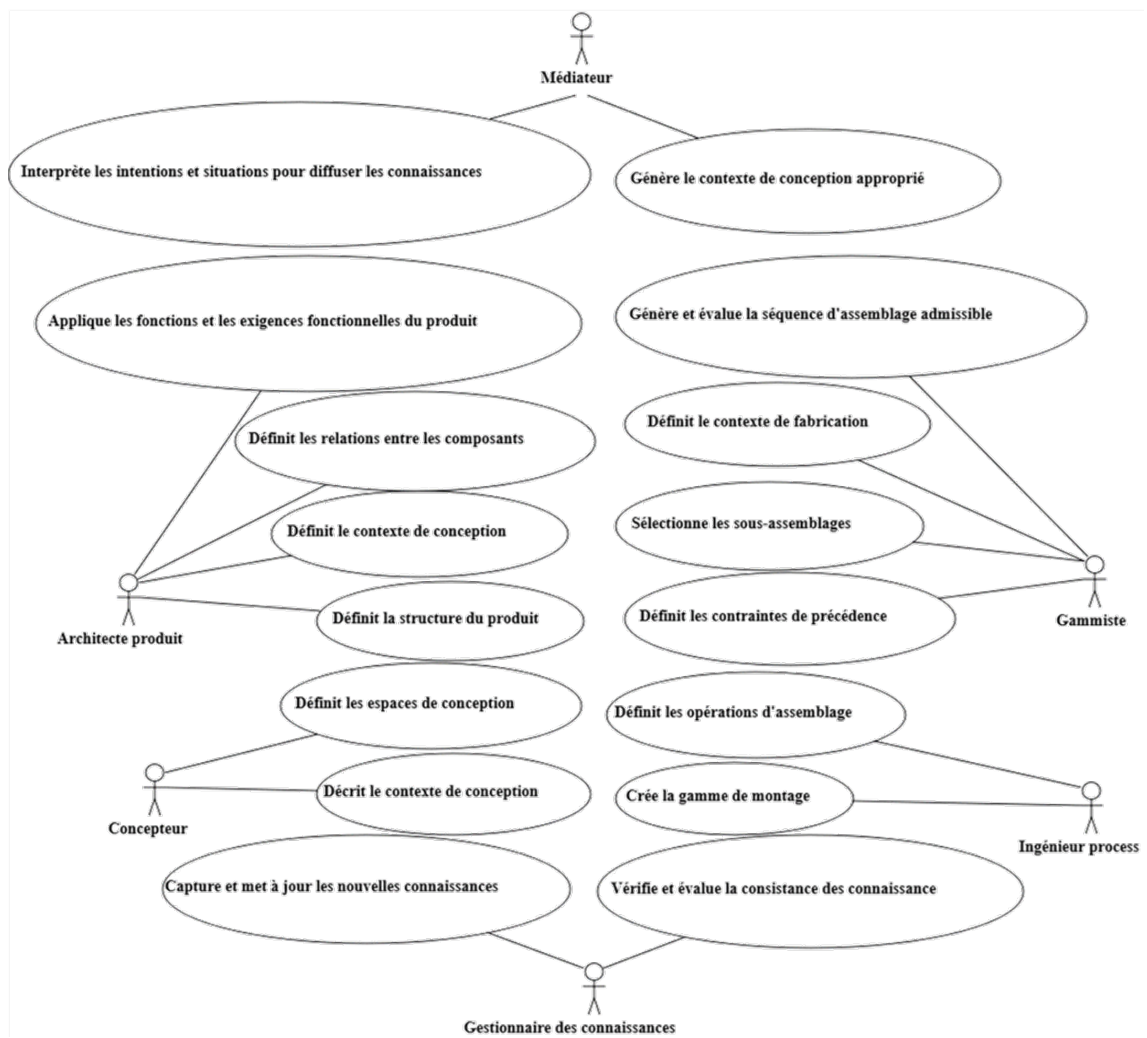 Médiateur
Interprète les intentions et situations pour diffuser les connaissances
Génère le contexte de conception approprié
Applique les fonctions et les exigences fonctionnelles du produit
Génère et évalue la séquence d'assemblage admissible
Définit les relations entre les composants
Définit le contexte de fabrication
Définit le contexte de conception
Sélectionne les sous-assemblages
Définit la structure du produit
Définit les contraintes de précédence
Architecte produit
Gammiste
Définit les espaces de conception
Définit les opérations d'assemblage
Décrit le contexte de conception
Crée la gamme de montage
Concepteur
Ingénieur process
Capture et met à jour les nouvelles connaissances
Vérifie et évalue la consistance des connaissance
Gestionnaire des connaissances